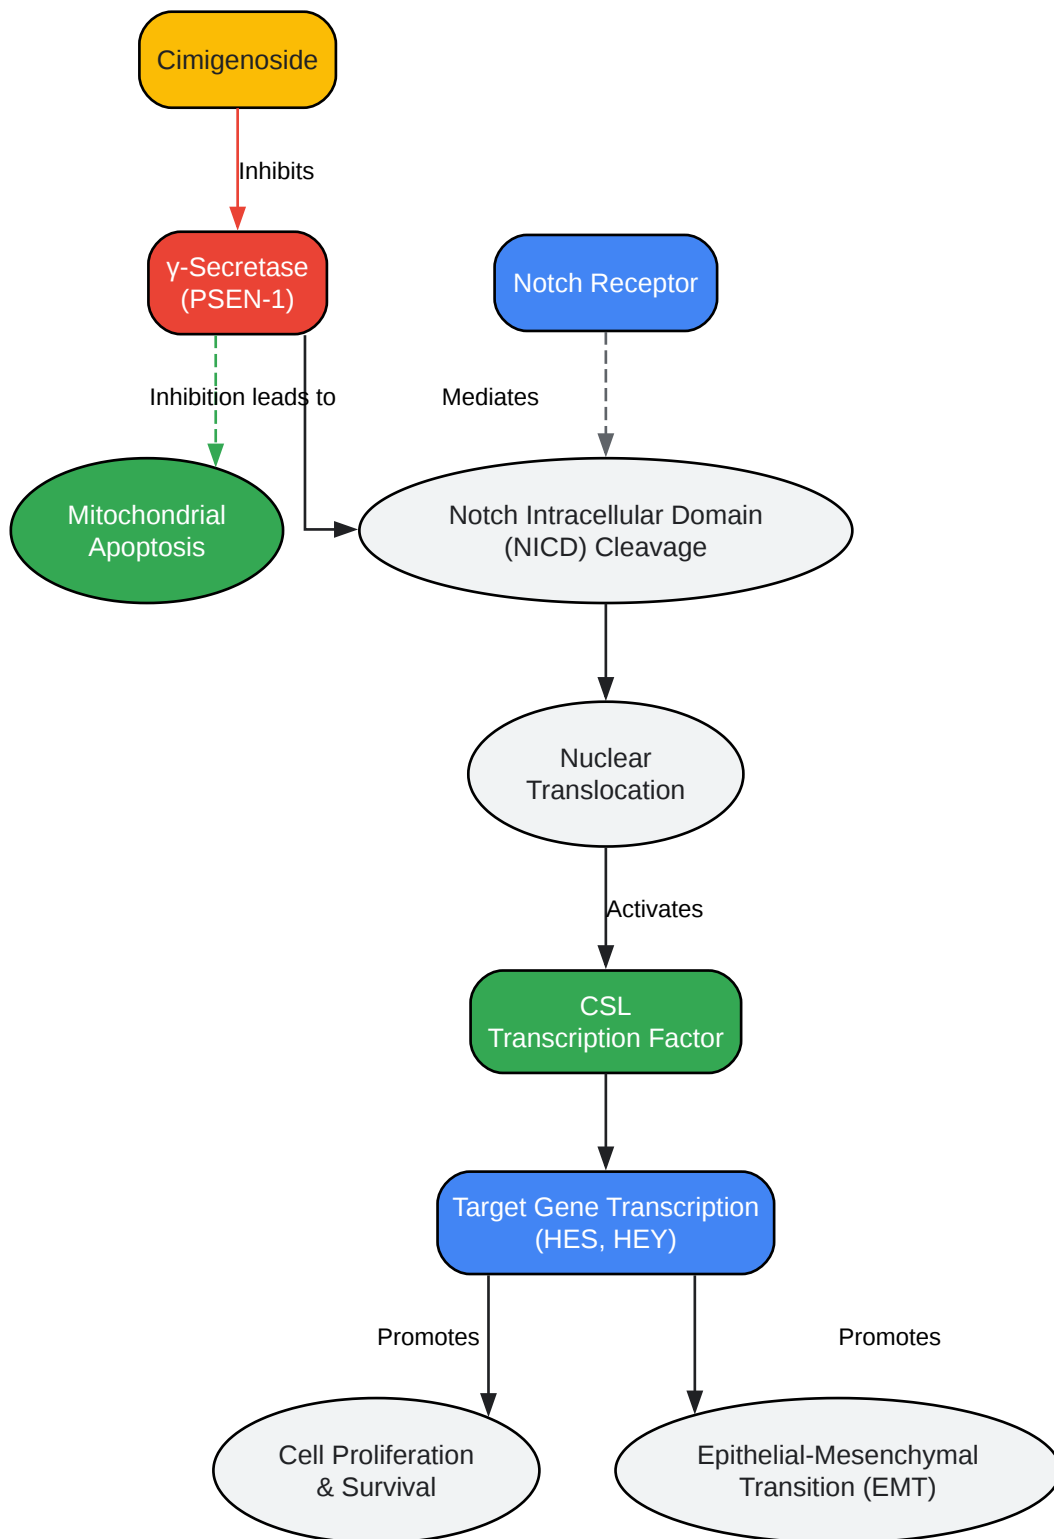 Cimigenoside
Inhibits
γ-Secretase
(PSEN-1)
Notch Receptor
Inhibition leads to
Mediates
Mitochondrial
Apoptosis
Notch Intracellular Domain
(NICD) Cleavage
Nuclear
Translocation
Activates
CSL
Transcription Factor
Target Gene Transcription
(HES, HEY)
Promotes
Promotes
Cell Proliferation
& Survival
Epithelial-Mesenchymal
Transition (EMT)